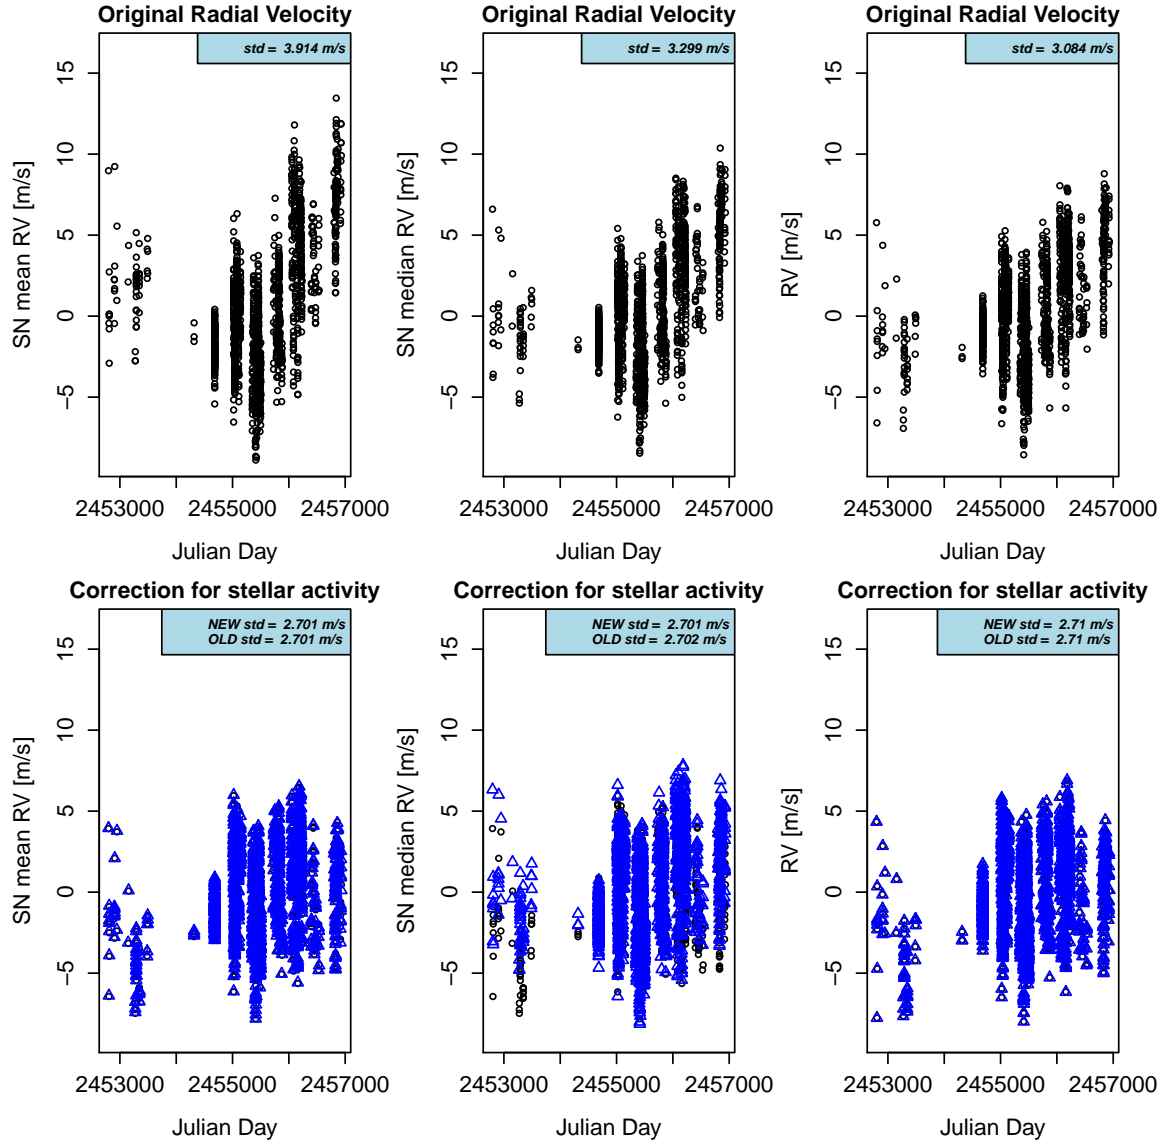 Original Radial Velocity
Original Radial Velocity
Original Radial Velocity
std = 3.914 m/s
std = 3.299 m/s
std = 3.084 m/s
SN mean RV [m/s]
15
10
5
0
−5
SN median RV [m/s]
15
10
5
0
−5
RV [m/s]
15
10
5
0
−5
2453000 2455000 2457000
2453000 2455000 2457000
2453000 2455000 2457000
Julian Day
Julian Day
Julian Day
Correction for stellar activity
Correction for stellar activity
Correction for stellar activity
NEW std = 2.701 m/s
OLD std = 2.701 m/s
NEW std = 2.701 m/s
OLD std = 2.702 m/s
NEW std = 2.71 m/s
OLD std = 2.71 m/s
SN mean RV [m/s]
15
10
5
0
−5
SN median RV [m/s]
15
10
5
0
−5
RV [m/s]
15
10
5
0
−5
2453000 2455000 2457000
2453000 2455000 2457000
2453000 2455000 2457000
Julian Day
Julian Day
Julian Day